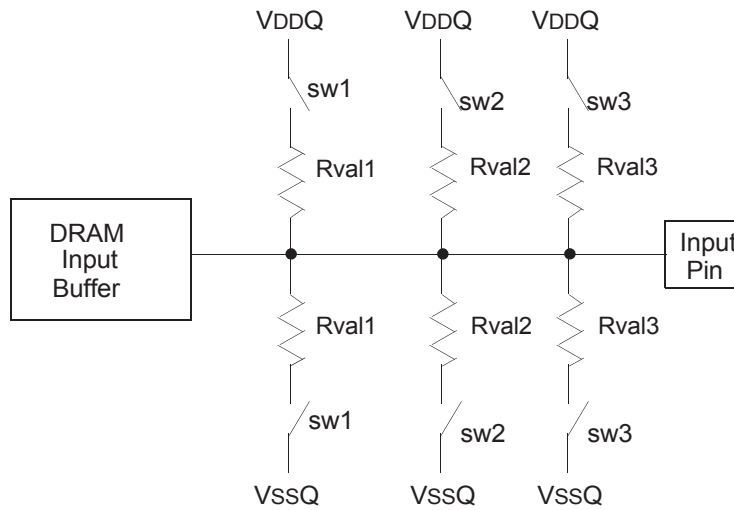 VDDQ VDDQ VDDQ
sw1 sw2 sw3
Rval1 Rval2 Rval3
DRAM
Input
Buffer
Input
Pin
Rval1 Rval2 Rval3
sw1 sw2 sw3
VSSQ VSSQ VSSQ